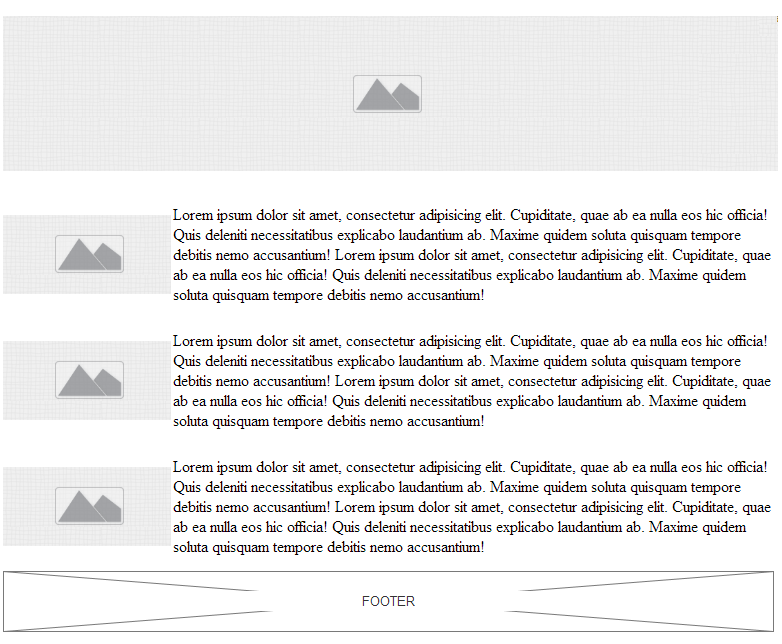 Lorem ipsum dolor sit amet, consectetur adipisicing elit. Cupiditate, quae ab ea nulla eos hic officia!
Quis deleniti necessitatibus explicabo laudantium ab. Maxime quidem soluta quisquam tempore
debitis nemo accusantium! Lorem ipsum dolor sit amet, consectetur adipisicing elit. Cupiditate, quae
ab ea nulla eos hic officia! Quis deleniti necessitatibus explicabo laudantium ab. Maxime quidem
soluta quisquam tempore debitis nemo accusantium!
Lorem ipsum dolor sit amet, consectetur adipisicing elit. Cupiditate, quae ab ea nulla eos hic officia!
Quis deleniti necessitatibus explicabo laudantium ab. Maxime quidem soluta quisquam tempore
debitis nemo accusantium! Lorem ipsum dolor sit amet, consectetur adipisicing elit. Cupiditate, quae
ab ea nulla eos hic officia! Quis deleniti necessitatibus explicabo laudantium ab. Maxime quidem
soluta quisquam tempore debitis nemo accusantium!
Lorem ipsum dolor sit amet, consectetur adipisicing elit. Cupiditate, quae ab ea nulla eos hic officia!
Quis deleniti necessitatibus explicabo laudantium ab. Maxime quidem soluta quisquam tempore
debitis nemo accusantium! Lorem ipsum dolor sit amet, consectetur adipisicing elit. Cupiditate, quae
ab ea nulla eos hic officia! Quis deleniti necessitatibus explicabo laudantium ab. Maxime quidem
soluta quisquam tempore debitis nemo accusantium!
FOOTER